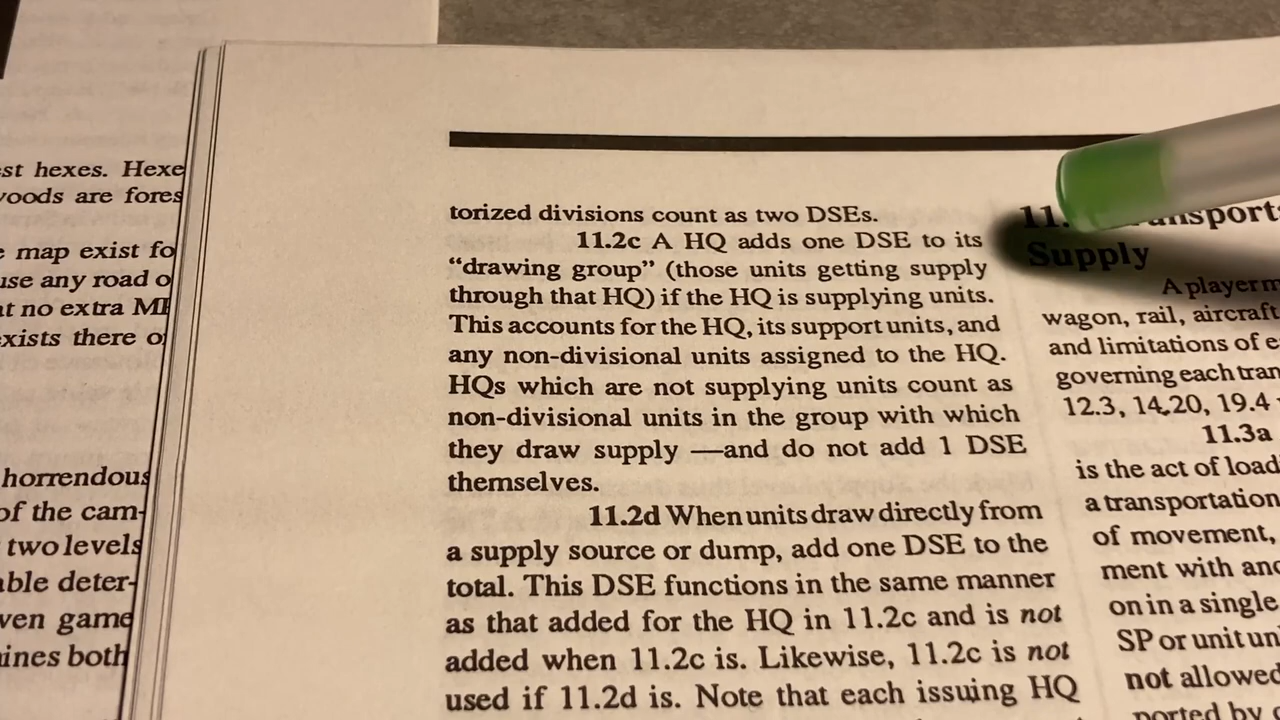 st hexes. Hexe
woods are fores
map exist fo
use any road o
at no extra
exists there
horrendous
of the cam-
two levels
able deter-
ven game
ines both
torized divisions count as two DSEs.
11.2c A HQ adds one DSE to its
“drawing group” (those units getting supply
through that HQ) if the HQ is supplying units.
This accounts for the HQ, its support units, and
any non-divisional units assigned to the HQ.
HQs which are not supplying units count as
non-divisional units in the group with which
they draw supply —and do not add 1 DSE
themselves.
11.2d When units draw directly from
a supply source or dump, add one DSE to the
total. This DSE functions in the same manner
as that added for the HQ in 11.2c and is not
added when 11.2c is. Likewise, 11.2c is not
used if 11.2d is. Note that each issuing HQ
11.
Supply
A player m
wagon, rail, aircraft
and limitations of e
governing each tran
12.3, 14.20, 19.4
11.3a
is the act of load
a transportation
of movement,
ment with and
on in a single
SP or unit un
not allowed
ported by